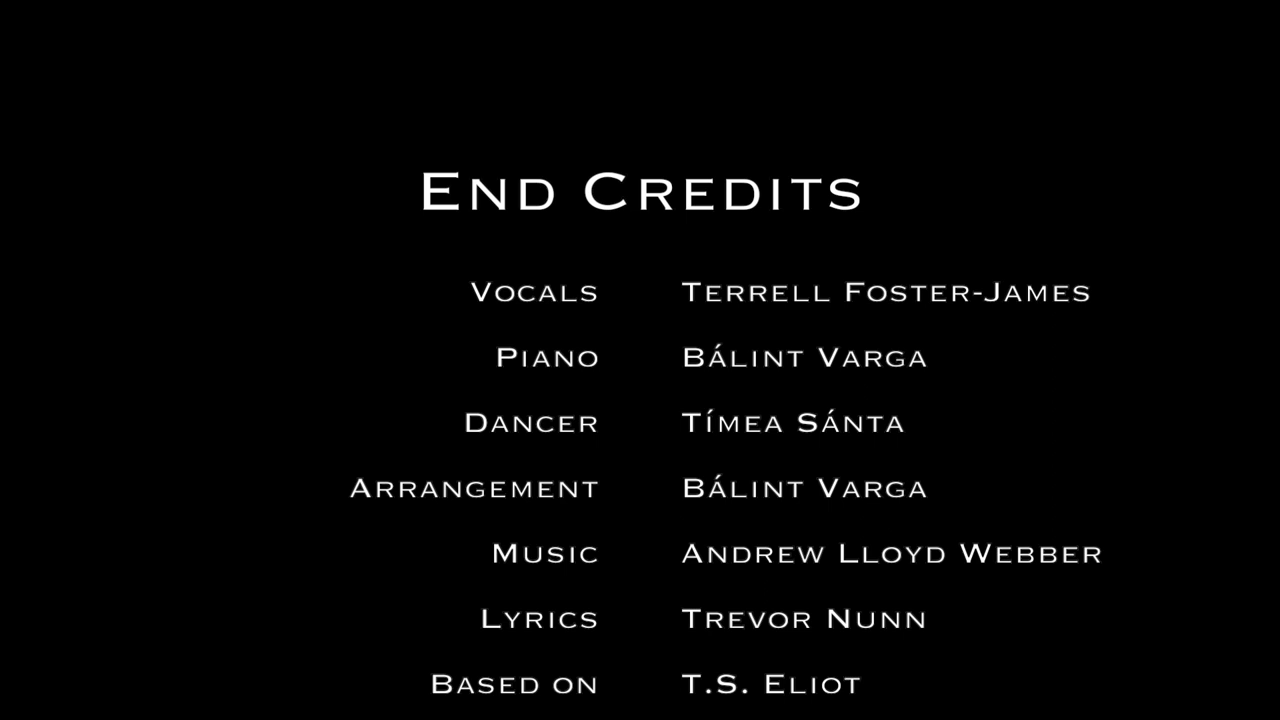 End Credits
Vocals Terrell Foster-James
Piano Bálint Varga
Dancer Tímea Sánta
Arrangement Bálint Varga
Music Andrew Lloyd Webber
Lyrics Trevor Nunn
Based on T.S. Eliot